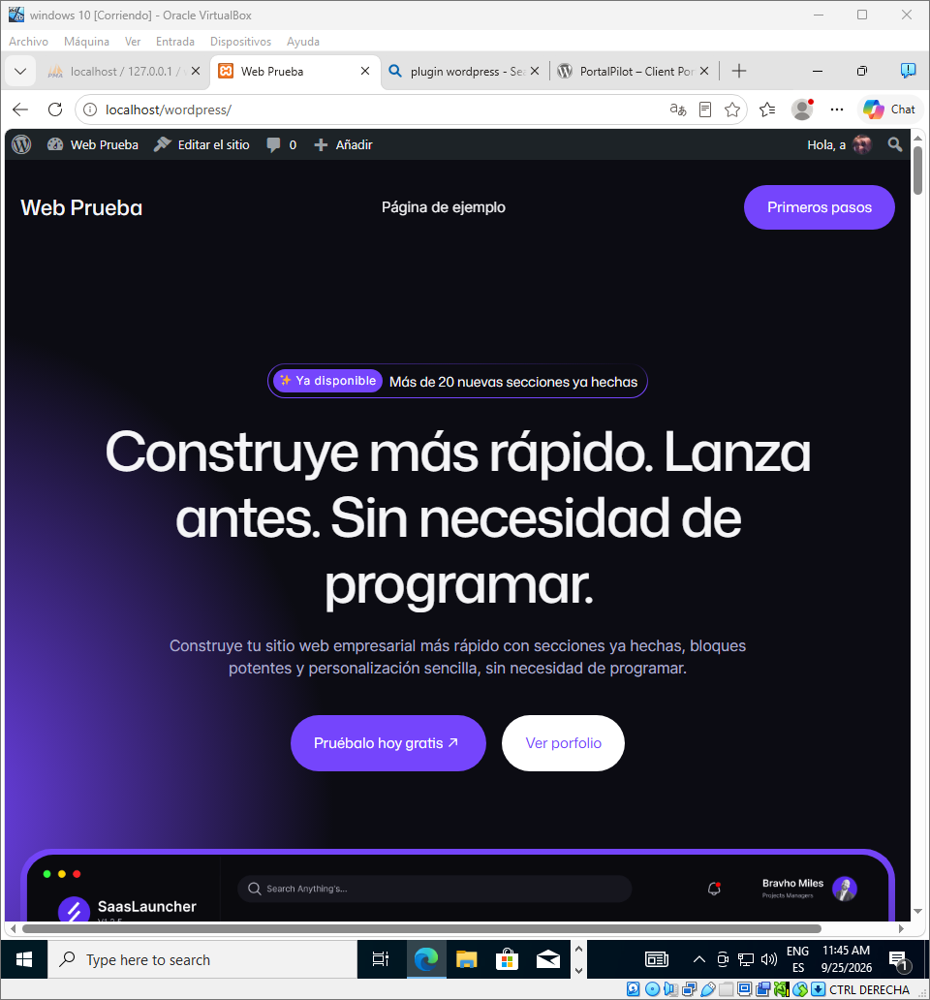 windows 10 [Corriendo] - Oracle VirtualBox
Archivo Máquina Ver Entrada Dispositivos Ayuda
PMA localhost / 127.0.0.1 / Web Prueba plugin wordpress - Sea PortalPilot – Client Por
localhost/wordpress/ Chat
Web Prueba Editar el sitio 0 Añadir Hola, a
Web Prueba Página de ejemplo Primeros pasos
✨ Ya disponible Más de 20 nuevas secciones ya hechas
Construye más rápido. Lanza
antes. Sin necesidad de
programar.
Construye tu sitio web empresarial más rápido con secciones ya hechas, bloques
potentes y personalización sencilla, sin necesidad de programar.
Pruébalo hoy gratis ↗ Ver porfolio
Search Anything's...
Bravho Miles
Projects Managers
SaasLauncher
Type here to search
ENG 11:45 AM
ES 9/25/2026 1
CTRL DERECHA